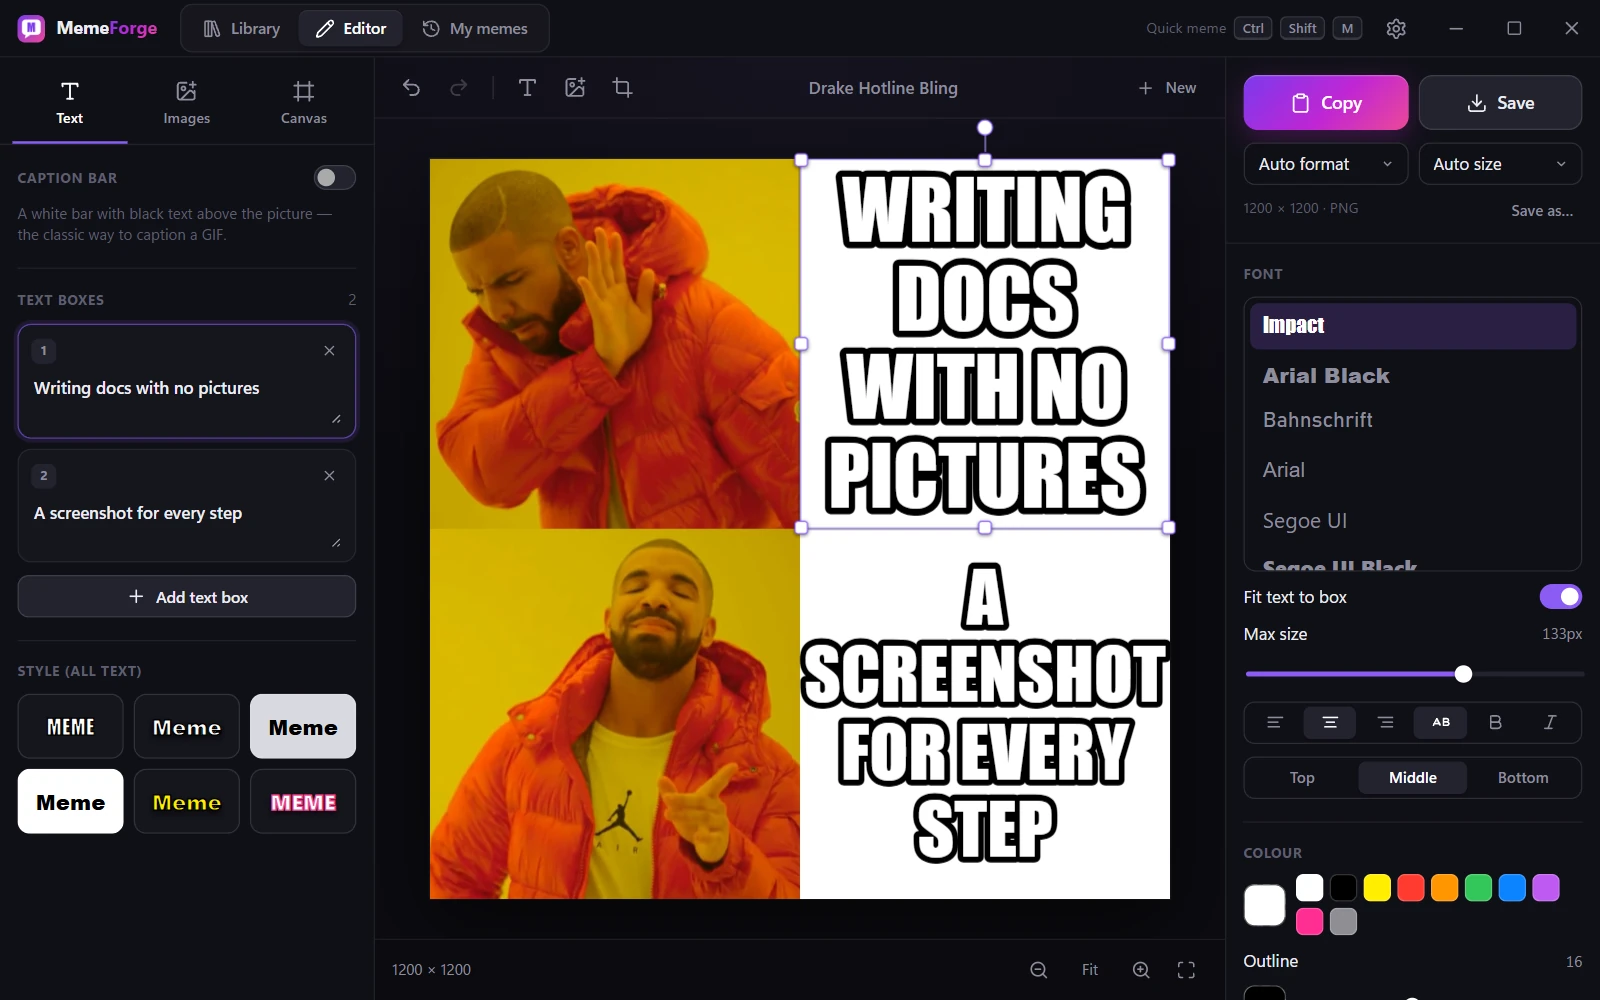 MemeForge
Library
Editor
My memes
Quick meme Ctrl Shift M
Text
Images
Canvas
Drake Hotline Bling
New
Copy
Save
Auto format
Auto size
1200 × 1200 · PNG
Save as...
CAPTION BAR
A white bar with black text above the picture —
the classic way to caption a GIF.
TEXT BOXES 2
1
Writing docs with no pictures
2
A screenshot for every step
Add text box
STYLE (ALL TEXT)
MEME
Meme
Meme
Meme
Meme
MEME
WRITING
DOCS
WITH NO
PICTURES
A
SCREENSHOT
FOR EVERY
STEP
AIR
1200 × 1200
Fit
FONT
Impact
Arial Black
Bahnschrift
Arial
Segoe UI
Segoe UI Black
Fit text to box
Max size 133px
AB B I
Top
Middle
Bottom
COLOUR
Outline 16